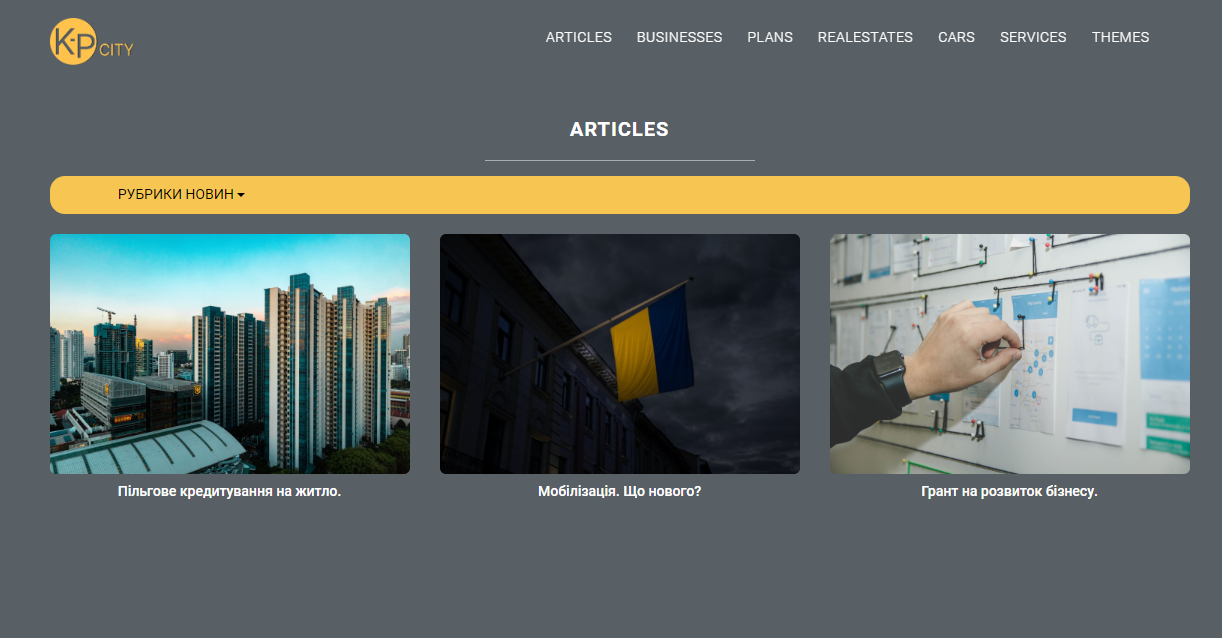 K-P CITY
ARTICLES BUSINESSES PLANS REALESTATES CARS SERVICES THEMES
ARTICLES
РУБРИКИ НОВИН
Пільгове кредитування на житло.
Мобілізація. Що нового?
Грант на розвиток бізнесу.